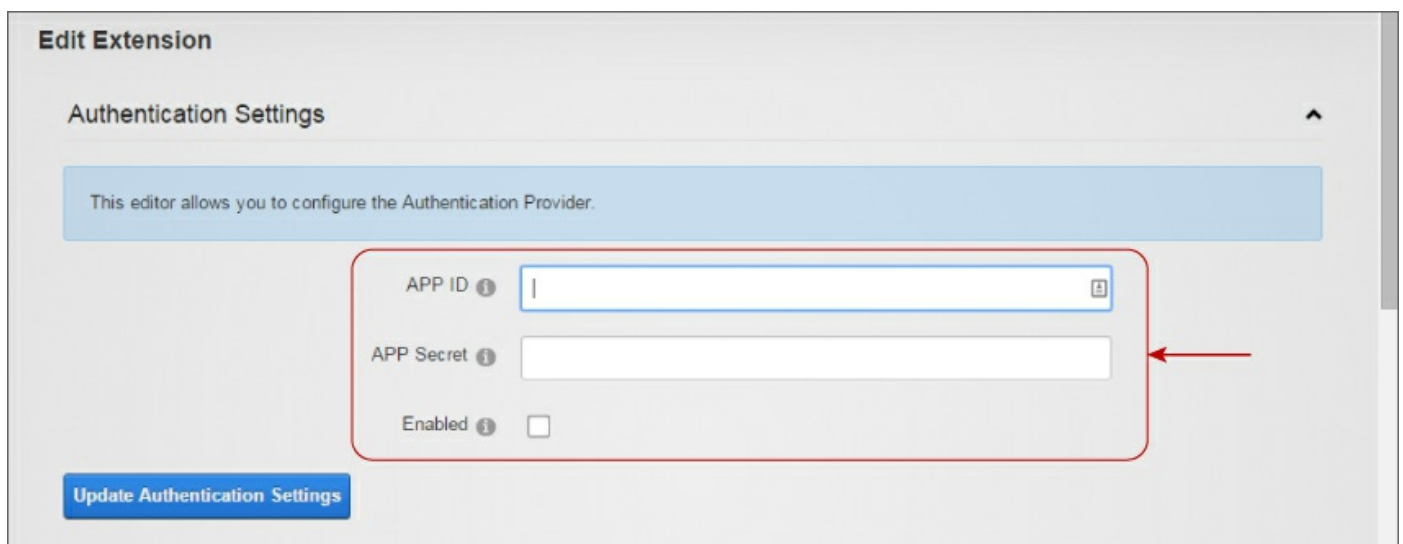 Edit Extension
Authentication Settings
This editor allows you to configure the Authentication Provider.
APP ID
APP Secret
Enabled
Update Authentication Settings